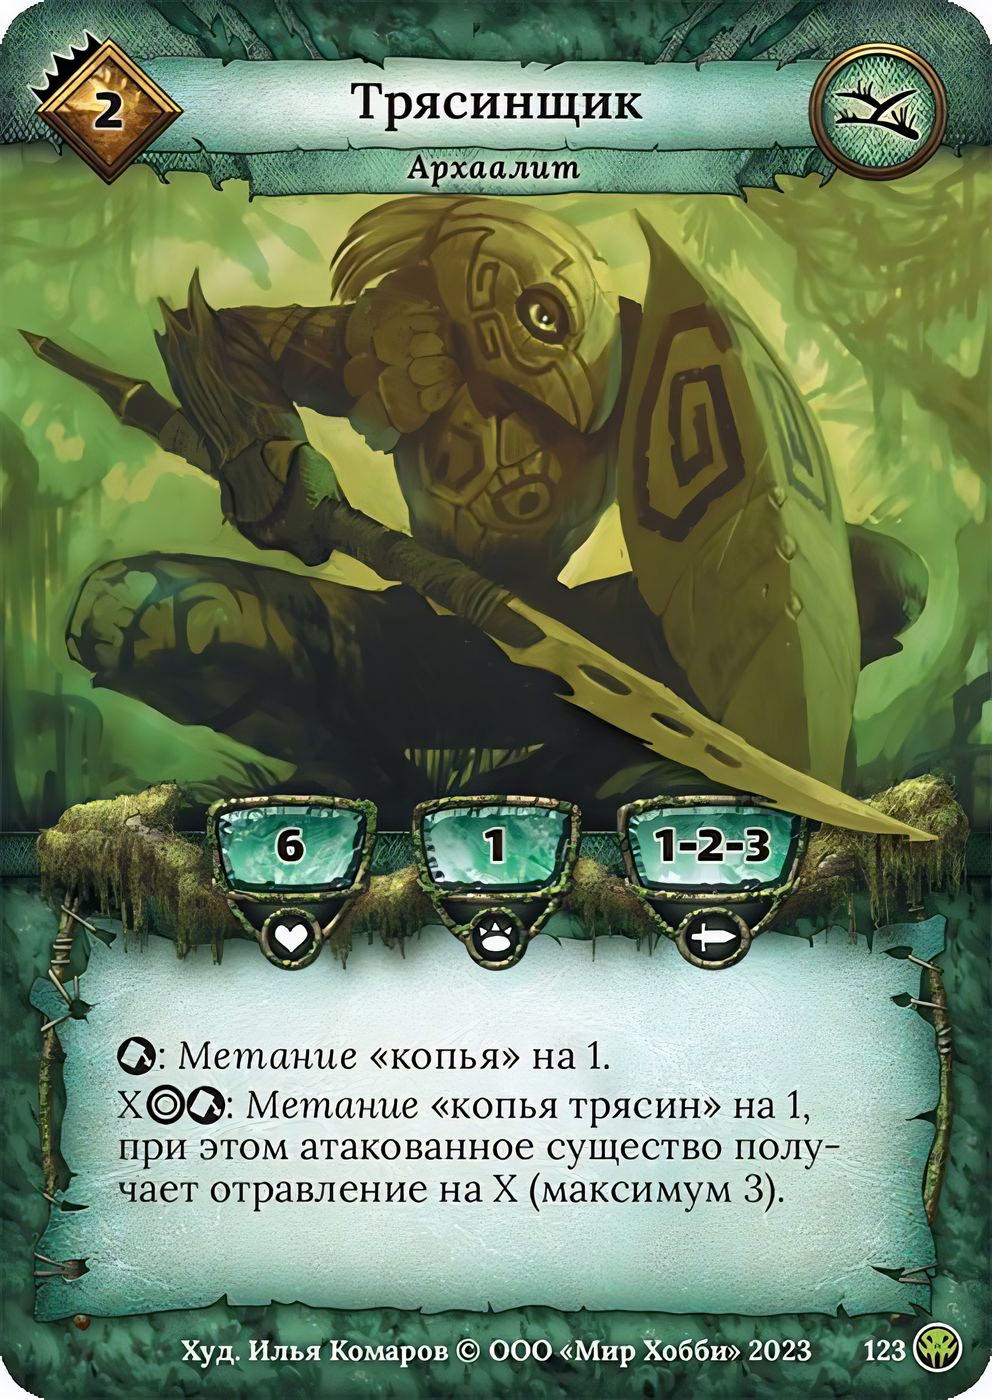 2
Трясинщик
Архаалит
6
1
1-2-3
: Метание «копья» на 1.
X: Метание «копья трясин» на 1,
при этом атакованное существо полу-
чает отравление на X (максимум 3).
Худ. Илья Комаров © ООО «Мир Хобби» 2023
123